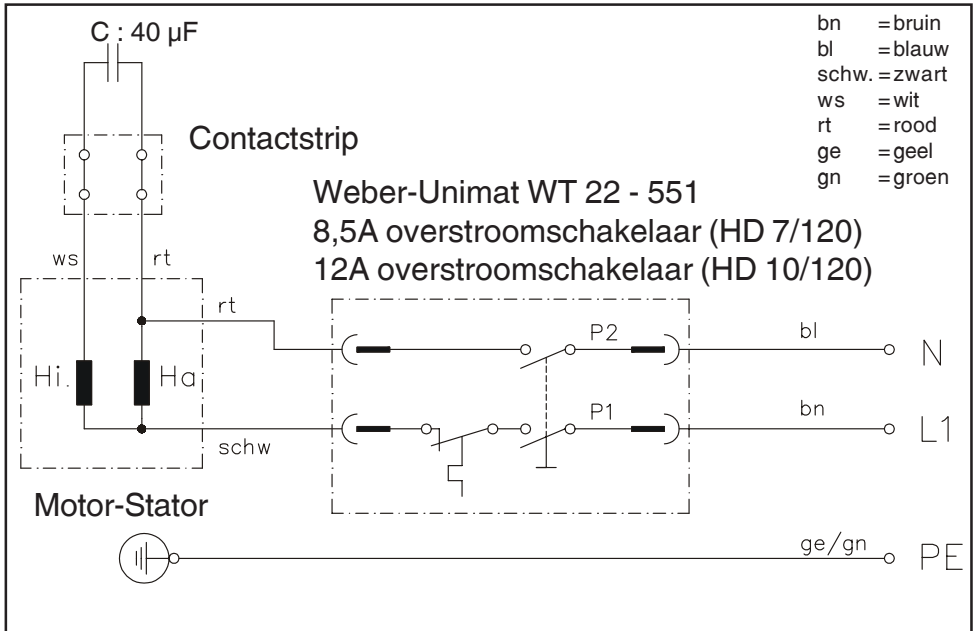 C : 40 µF
bn =bruin
bl =blauw
schw. =zwart
ws =wit
rt =rood
ge =geel
gn =groen
Contactstrip
Weber-Unimat WT 22 - 551
8,5A overstroomschakelaar (HD 7/120)
12A overstroomschakelaar (HD 10/120)
ws rt
rt
P2
bl
N
Hi. Ha
P1
bn
L1
schw
Motor-Stator
ge/gn
PE